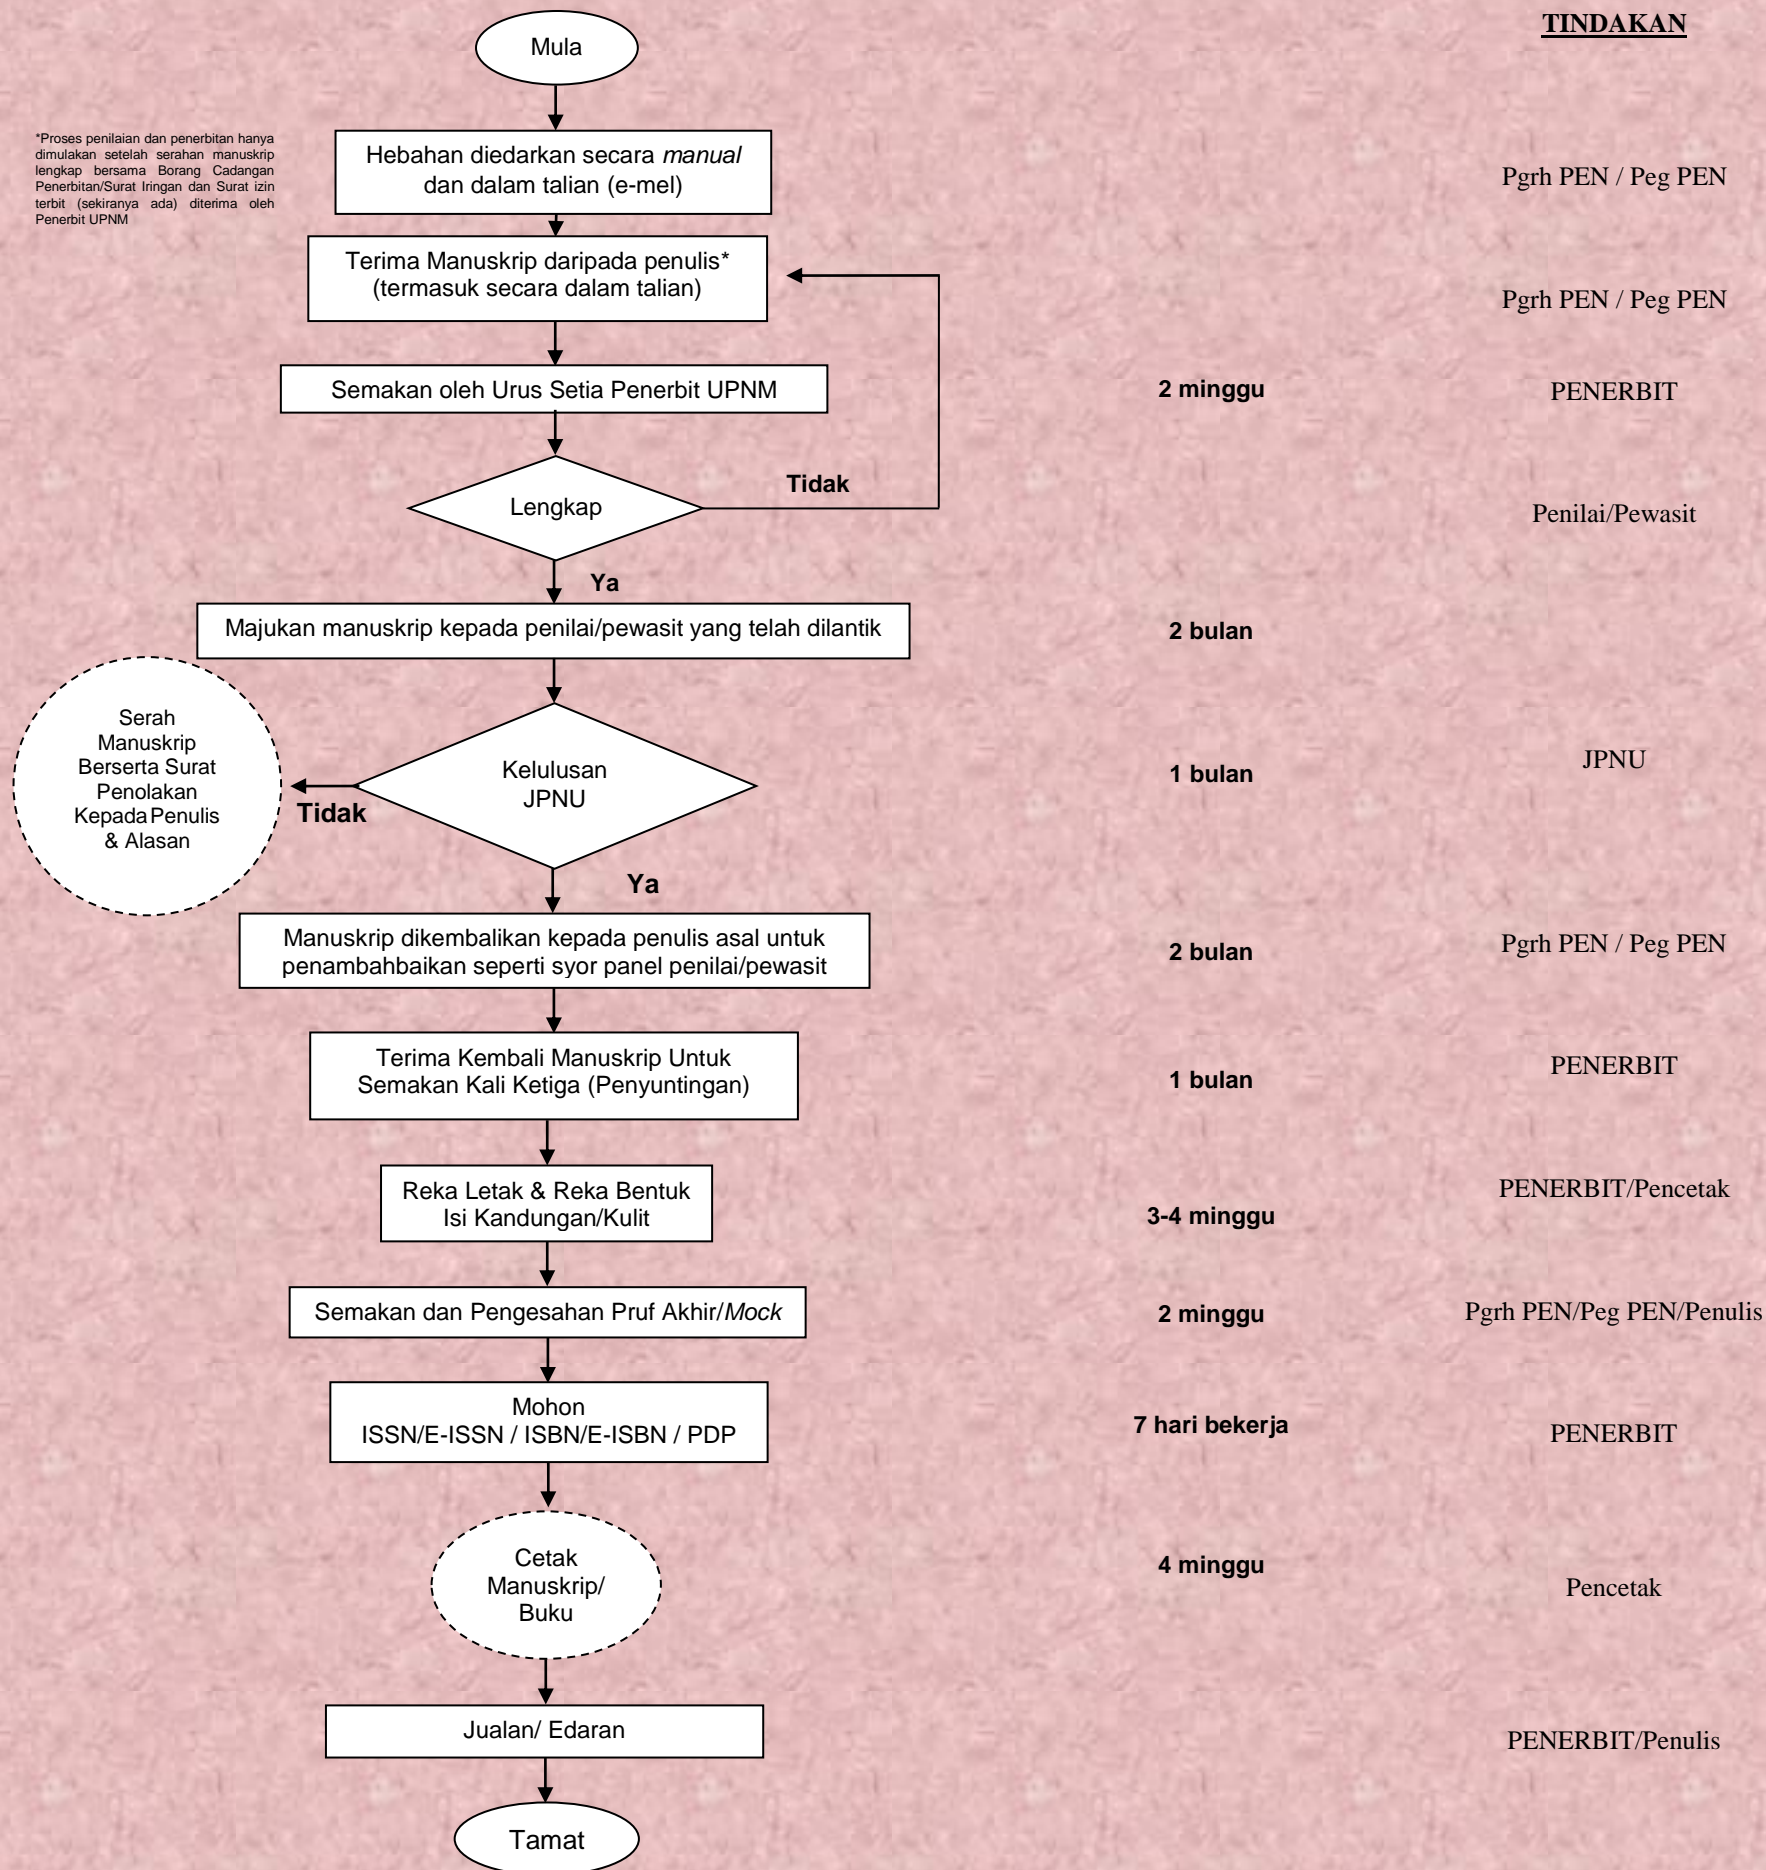 TINDAKAN
Mula
*Proses penilaian dan penerbitan hanya
dimulakan setelah serahan manuskrip
lengkap bersama Borang Cadangan
Penerbitan/Surat Iringan dan Surat izin
terbit (sekiranya ada) diterima oleh
Penerbit UPNM
Hebahan diedarkan secara manual
dan dalam talian (e-mel)
Pgrh PEN / Peg PEN
Terima Manuskrip daripada penulis*
(termasuk secara dalam talian)
Pgrh PEN / Peg PEN
Semakan oleh Urus Setia Penerbit UPNM
2 minggu
PENERBIT
Lengkap
Tidak
Penilai/Pewasit
Ya
Majukan manuskrip kepada penilai/pewasit yang telah dilantik
2 bulan
Serah
Manuskrip
Berserta Surat
Penolakan
Kepada Penulis
& Alasan
Tidak
Kelulusan
JPNU
1 bulan
JPNU
Ya
Manuskrip dikembalikan kepada penulis asal untuk
penambahbaikan seperti syor panel penilai/pewasit
2 bulan
Pgrh PEN / Peg PEN
Terima Kembali Manuskrip Untuk
Semakan Kali Ketiga (Penyuntingan)
1 bulan
PENERBIT
Reka Letak & Reka Bentuk
Isi Kandungan/Kulit
3-4 minggu
PENERBIT/Pencetak
Semakan dan Pengesahan Pruf Akhir/Mock
2 minggu
Pgrh PEN/Peg PEN/Penulis
Mohon
ISSN/E-ISSN / ISBN/E-ISBN / PDP
7 hari bekerja
PENERBIT
Cetak
Manuskrip/
Buku
4 minggu
Pencetak
Jualan/ Edaran
PENERBIT/Penulis
Tamat